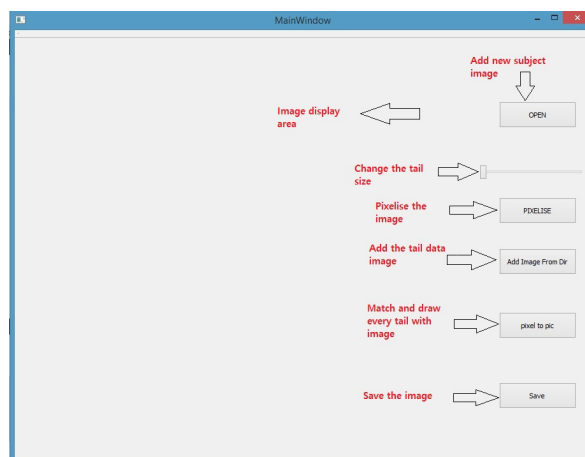 MainWindow
Add new subject
image
OPEN
Image display
area
Change the tail
size
Pixelise the
image
PIXELISE
Add the tail data
image
Add Image From Dir
Match and draw
every tail with
image
pixel to pic
Save the image
Save